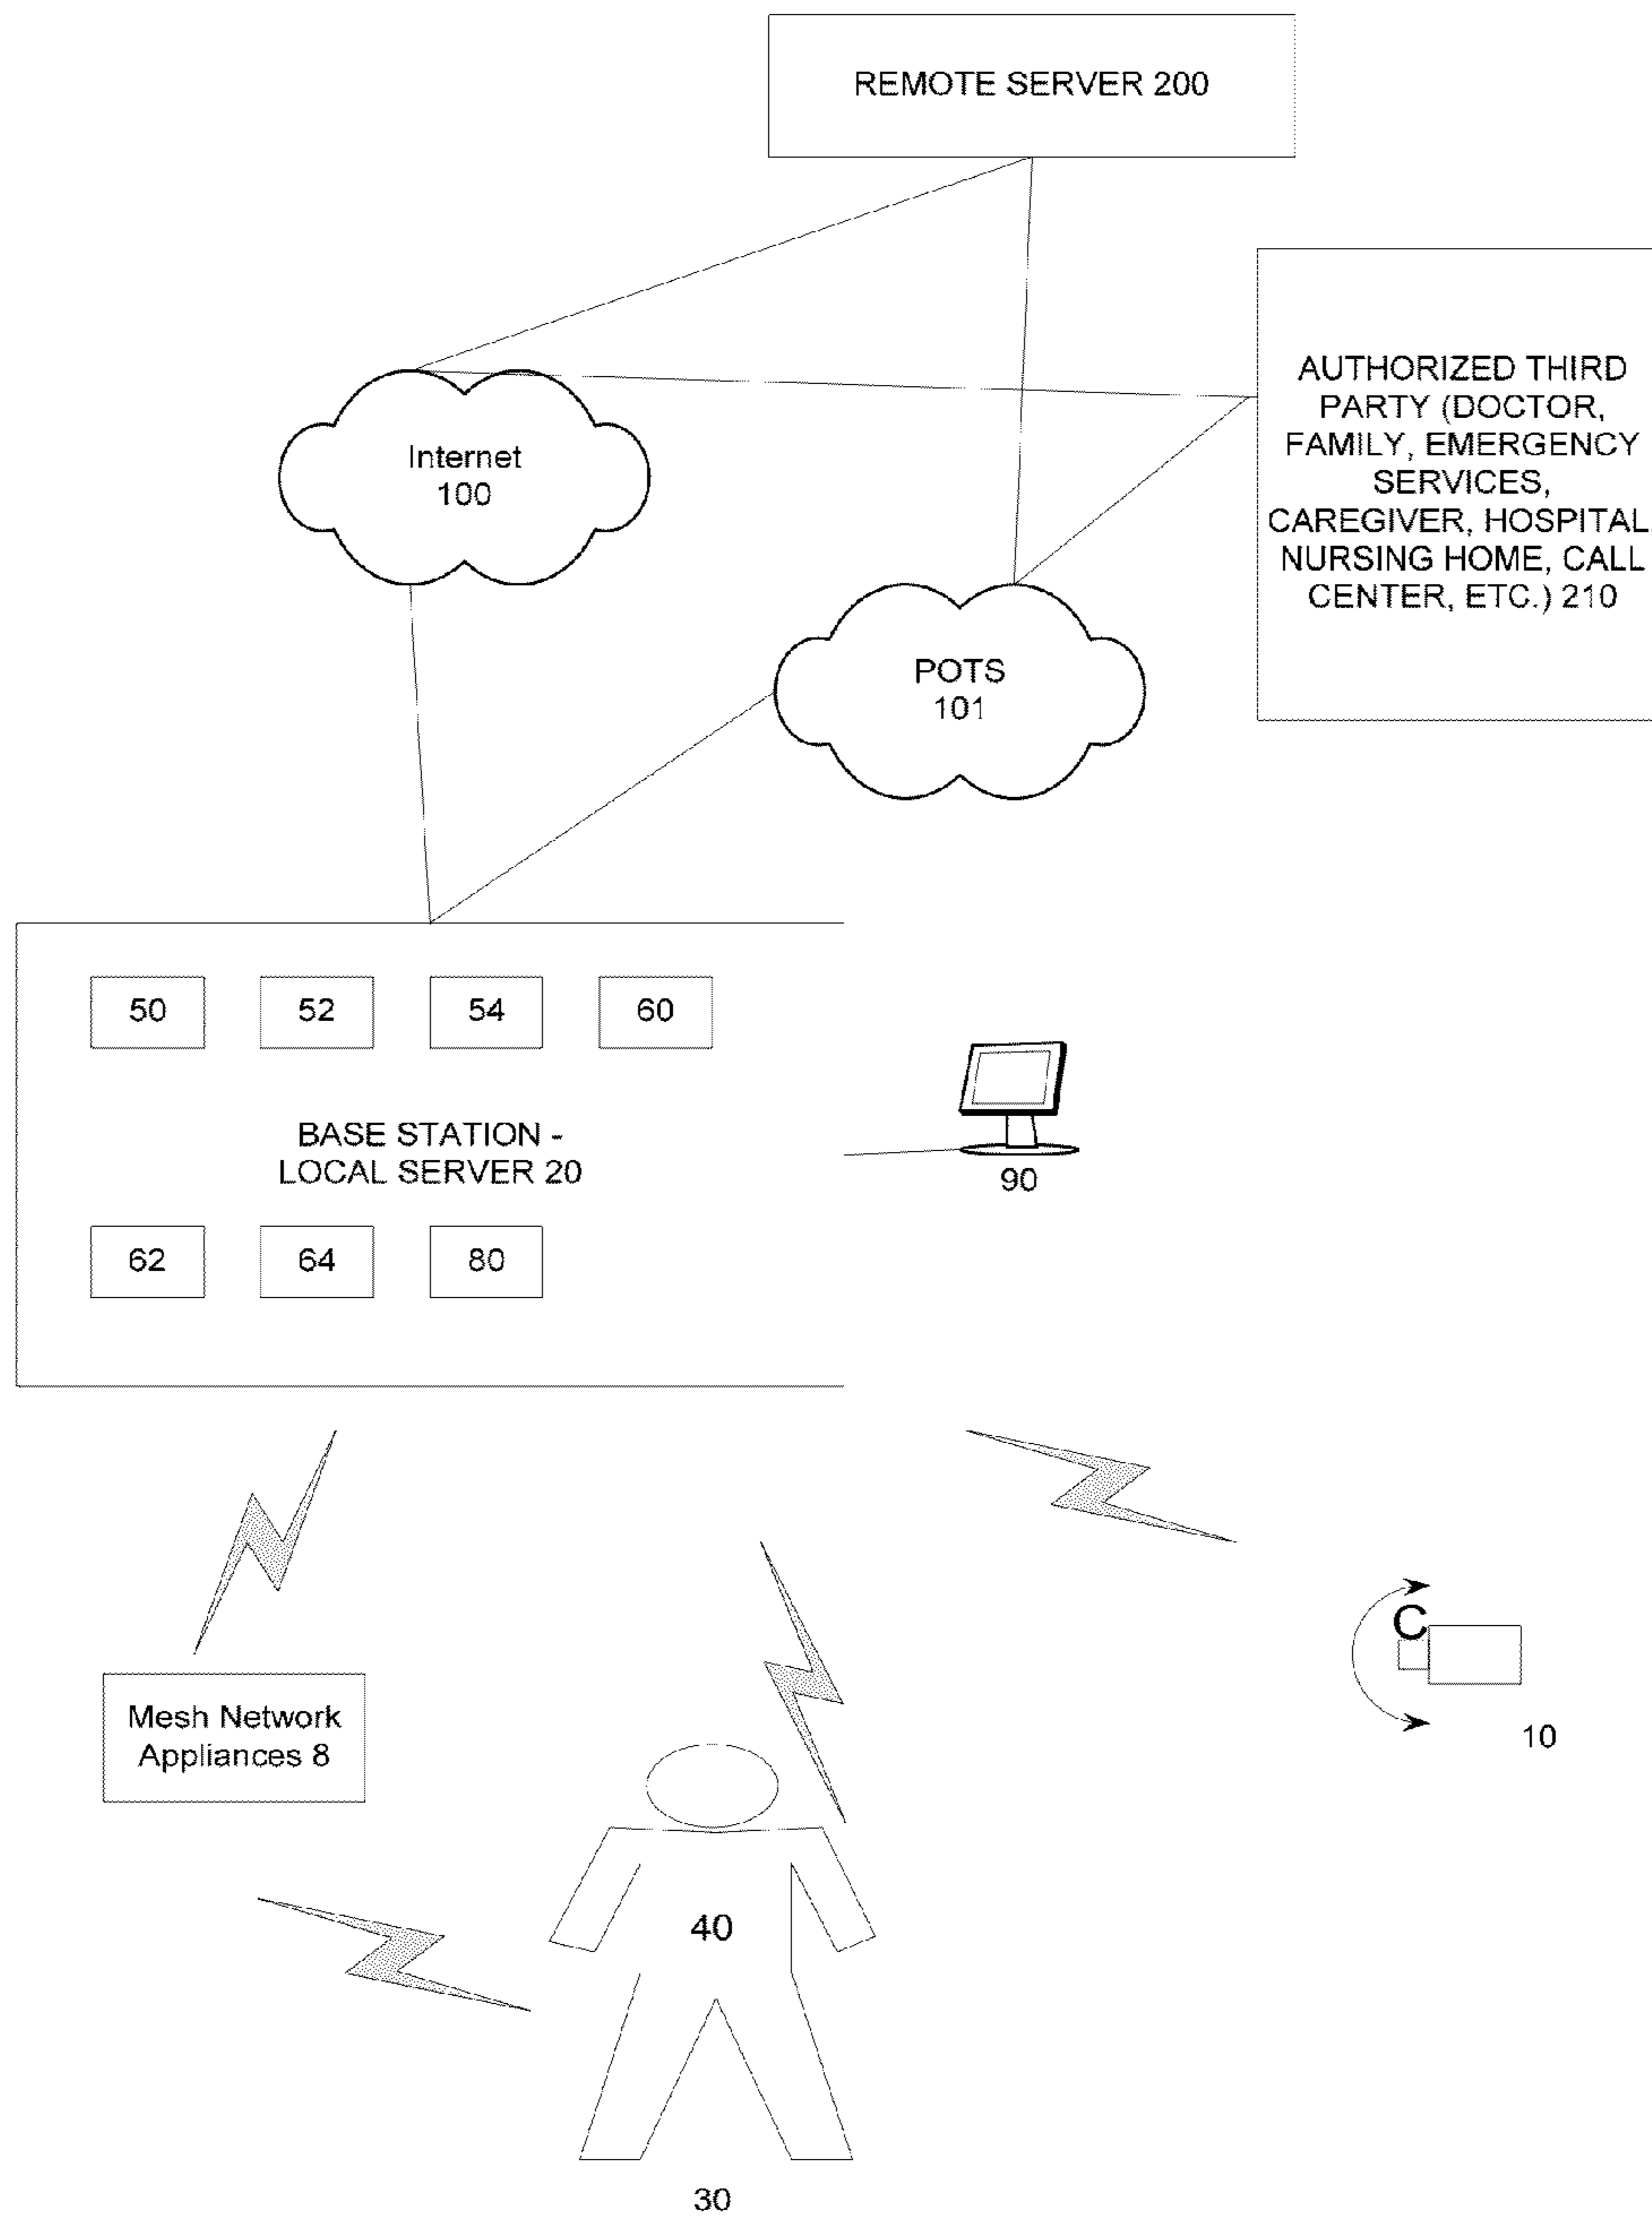 REMOTE SERVER 200
AUTHORIZED THIRD
PARTY (DOCTOR,
FAMILY, EMERGENCY
SERVICES,
CAREGIVER, HOSPITAL
NURSING HOME, CALL
CENTER, ETC.) 210
Internet
100
POTS
101
50
52
54
60
BASE STATION -
LOCAL SERVER 20
90
62
64
80
Mesh Network
Appliances 8
C
10
40
30